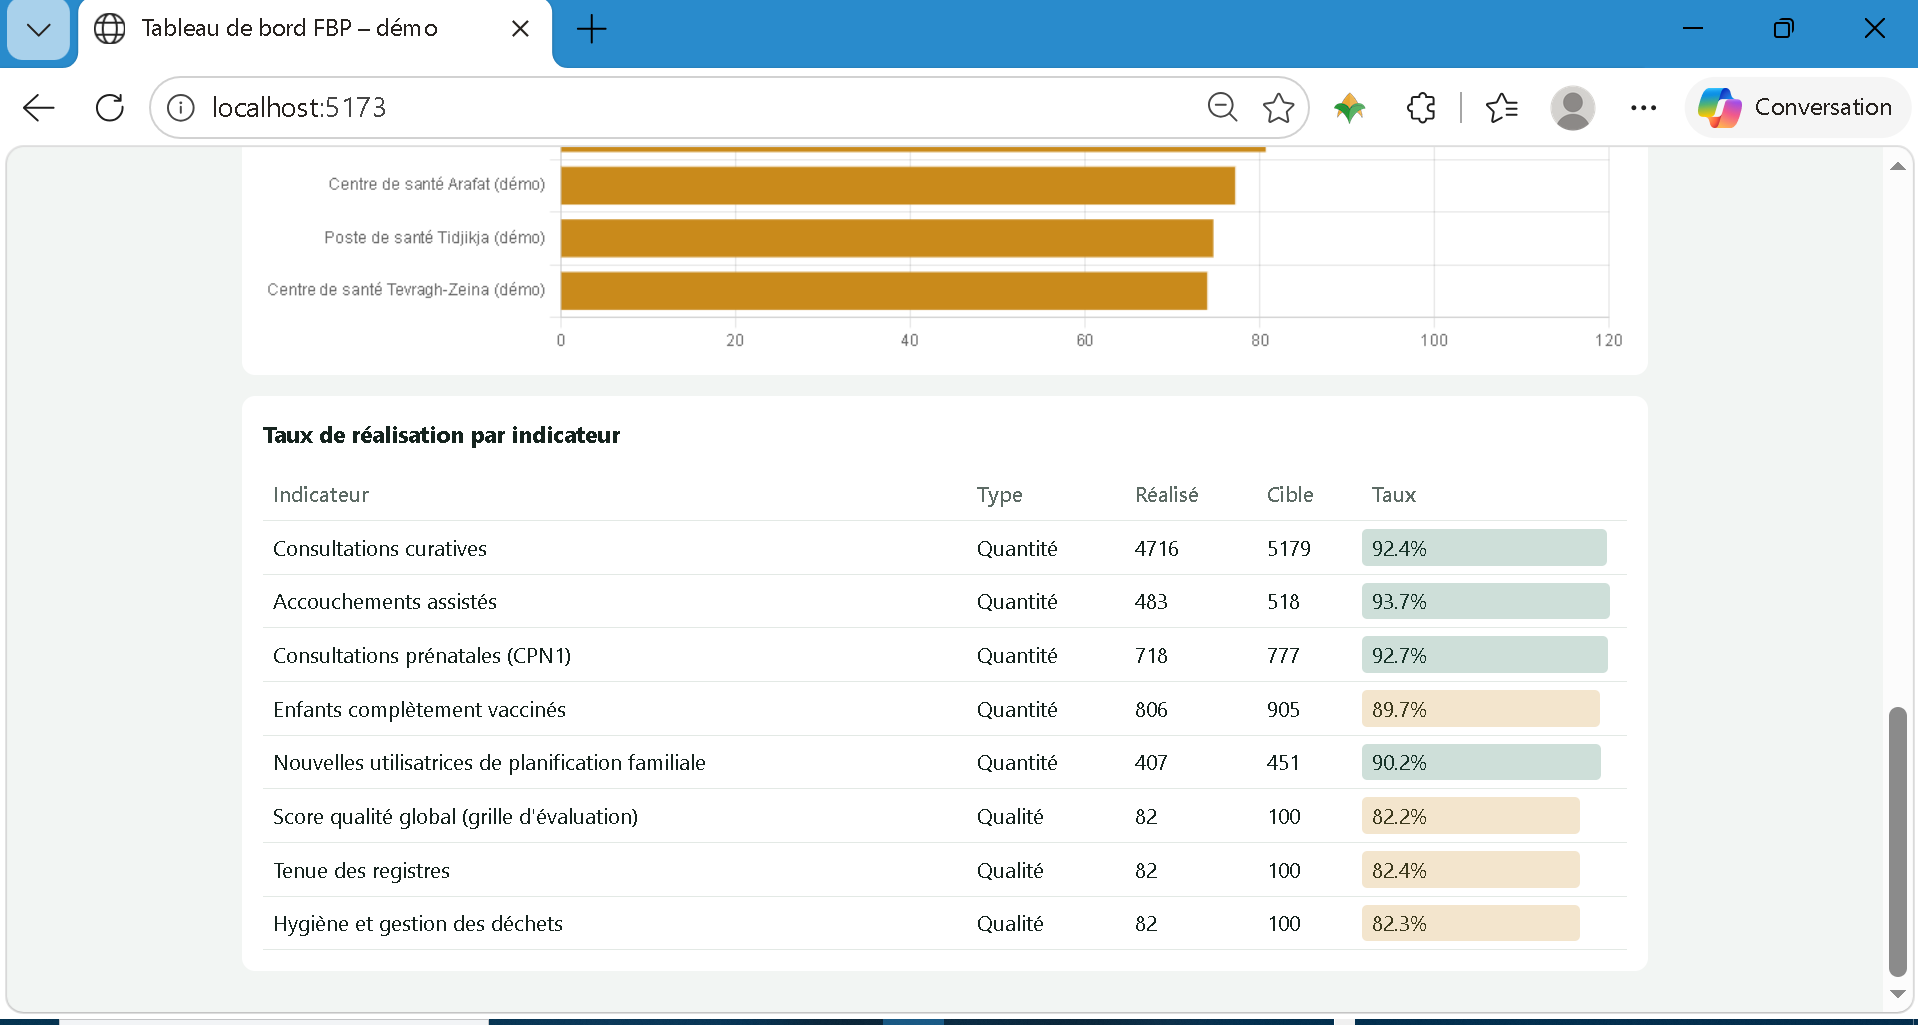 Tableau de bord FBP – démo
localhost:5173
Conversation
Centre de santé Arafat (démo)
Poste de santé Tidjikja (démo)
Centre de santé Tevragh-Zeina (démo)
0 20 40 60 80 100 120
Taux de réalisation par indicateur
Indicateur Type Réalisé Cible Taux
Consultations curatives Quantité 4716 5179 92.4%
Accouchements assistés Quantité 483 518 93.7%
Consultations prénatales (CPN1) Quantité 718 777 92.7%
Enfants complètement vaccinés Quantité 806 905 89.7%
Nouvelles utilisatrices de planification familiale Quantité 407 451 90.2%
Score qualité global (grille d'évaluation) Qualité 82 100 82.2%
Tenue des registres Qualité 82 100 82.4%
Hygiène et gestion des déchets Qualité 82 100 82.3%